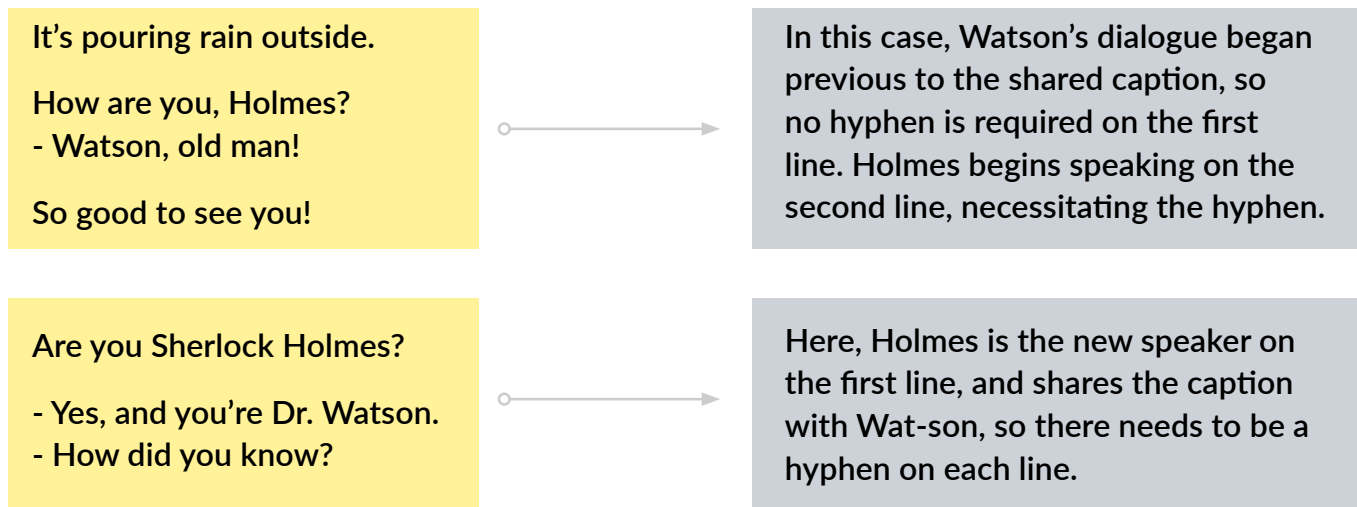 It's pouring rain outside.
How are you, Holmes?
- Watson, old man!
So good to see you!
In this case, Watson's dialogue began
previous to the shared caption, so
no hyphen is required on the first
line. Holmes begins speaking on the
second line, necessitating the hyphen.
Are you Sherlock Holmes?
- Yes, and you're Dr. Watson.
- How did you know?
Here, Holmes is the new speaker on
the first line, and shares the caption
with Wat-son, so there needs to be a
hyphen on each line.